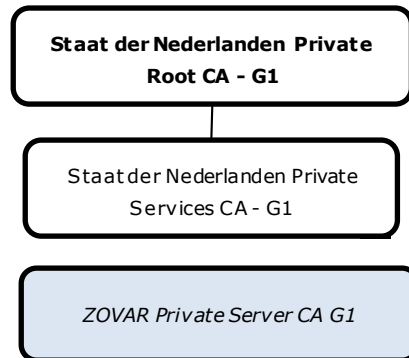 Staat der Nederlanden Private
Root CA - G1
Staat der Nederlanden Private
Services CA - G1
ZOVAR Private Server CA G1